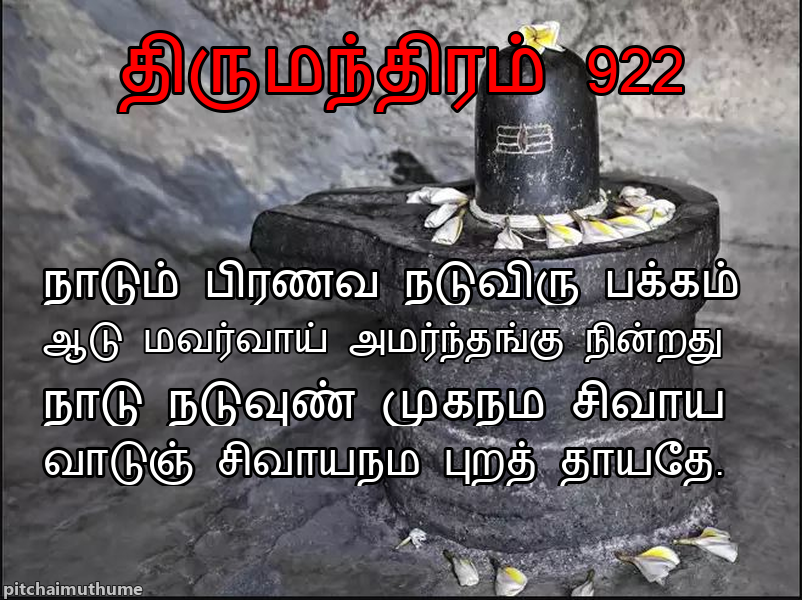 திருமந்திரம் 922
நாடும் பிரணவ நடுவிரு பக்கம்
ஆடு மவர்வாய் அமர்ந்தங்கு நின்றது
நாடு நடுவுண் முகநம சிவாய
வாடுஞ் சிவாயநம புறத் தாயதே.
pitchaimuthume